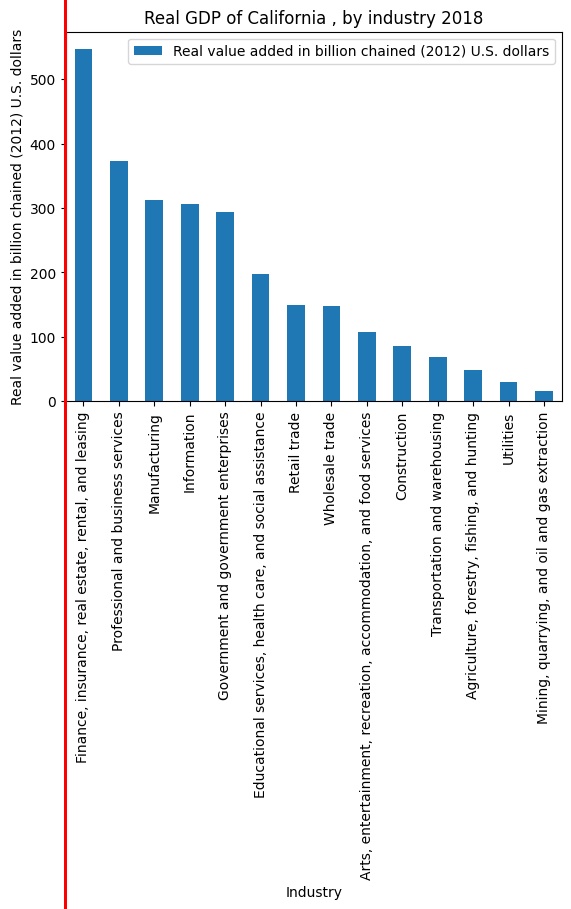 Real GDP of California , by industry 2018
Real value added in billion chained (2012) U.S. dollars
Real value added in billion chained (2012) U.S. dollars
500
400
300
200
100
0
Finance, insurance, real estate, rental, and leasing
Professional and business services
Manufacturing
Information
Government and government enterprises
Educational services, health care, and social assistance
Retail trade
Wholesale trade
Arts, entertainment, recreation, accommodation, and food services
Construction
Transportation and warehousing
Agriculture, forestry, fishing, and hunting
Utilities
Mining, quarrying, and oil and gas extraction
Industry